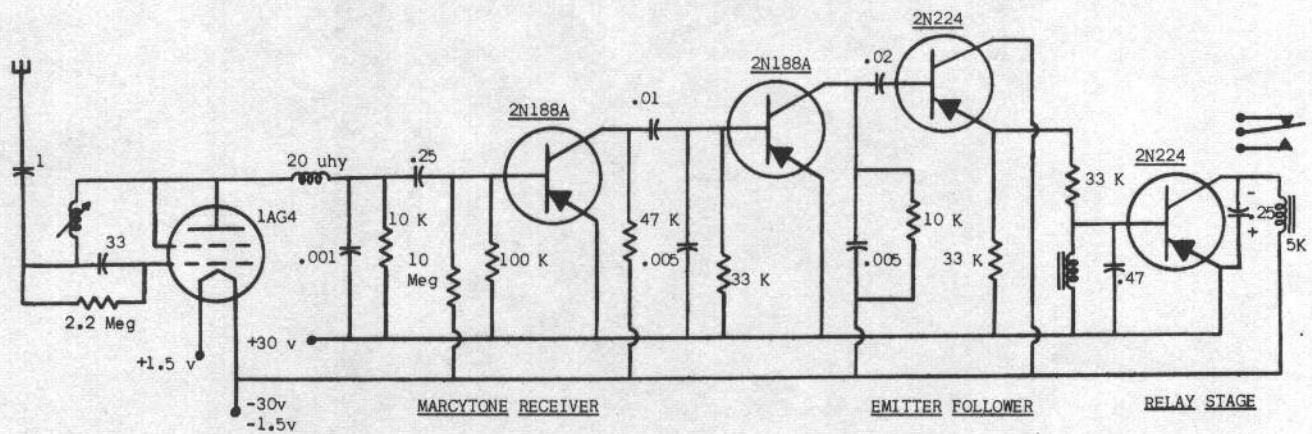 2N224
2N188A
.02
2N188A
.01
1
20 uhy
.25
2N224
33 K
1AG4
10 K
47 K
10 K
-
.25
+
5K
33
.001
10 Meg
100 K
.005
33 K
.005
33 K
.47
2.2 Meg
+30 v
+1.5 v
-30v
-1.5v
MARCYTONE RECEIVER
EMITTER FOLLOWER
RELAY STAGE